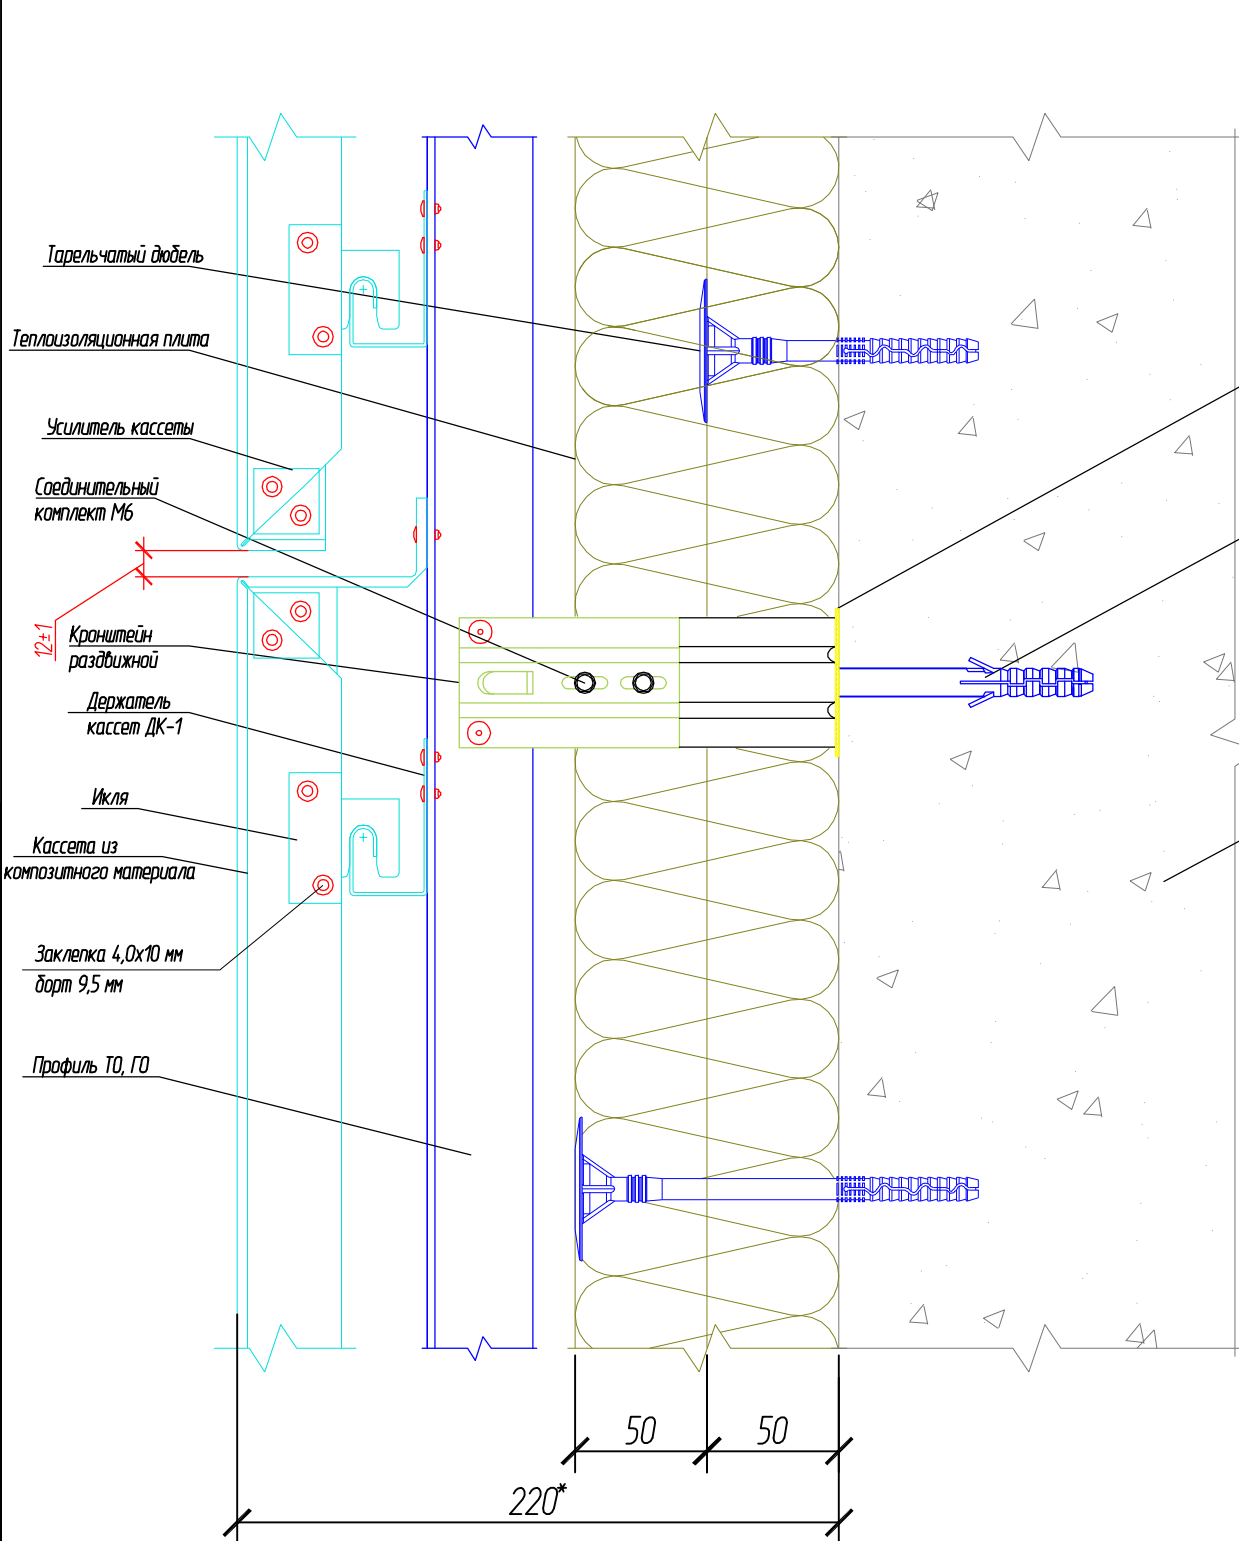 Тарельчатый дюбель
Теплоизоляционная плита
Усилитель кассеты
Соединительный
комплект М6
12±1
Кронштейн
раздвижной
Держатель
кассет ДК-1
Икля
Кассета из
композитного материала
Заклепка 4,0х10 мм
борт 9,5 мм
Профиль ТО, ГО
50
50
220*